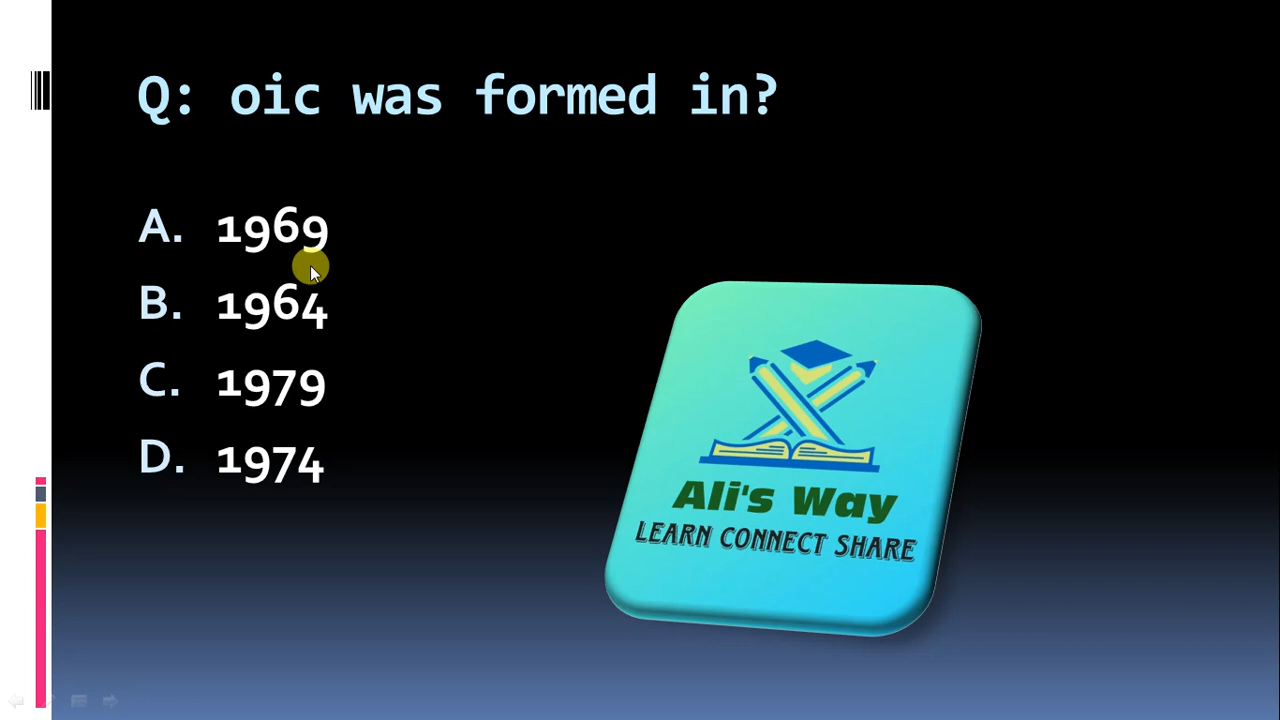 Q: oic was formed in?
A. 1969
B. 1964
C. 1979
D. 1974
Ali's Way
LEARN CONNECT SHARE